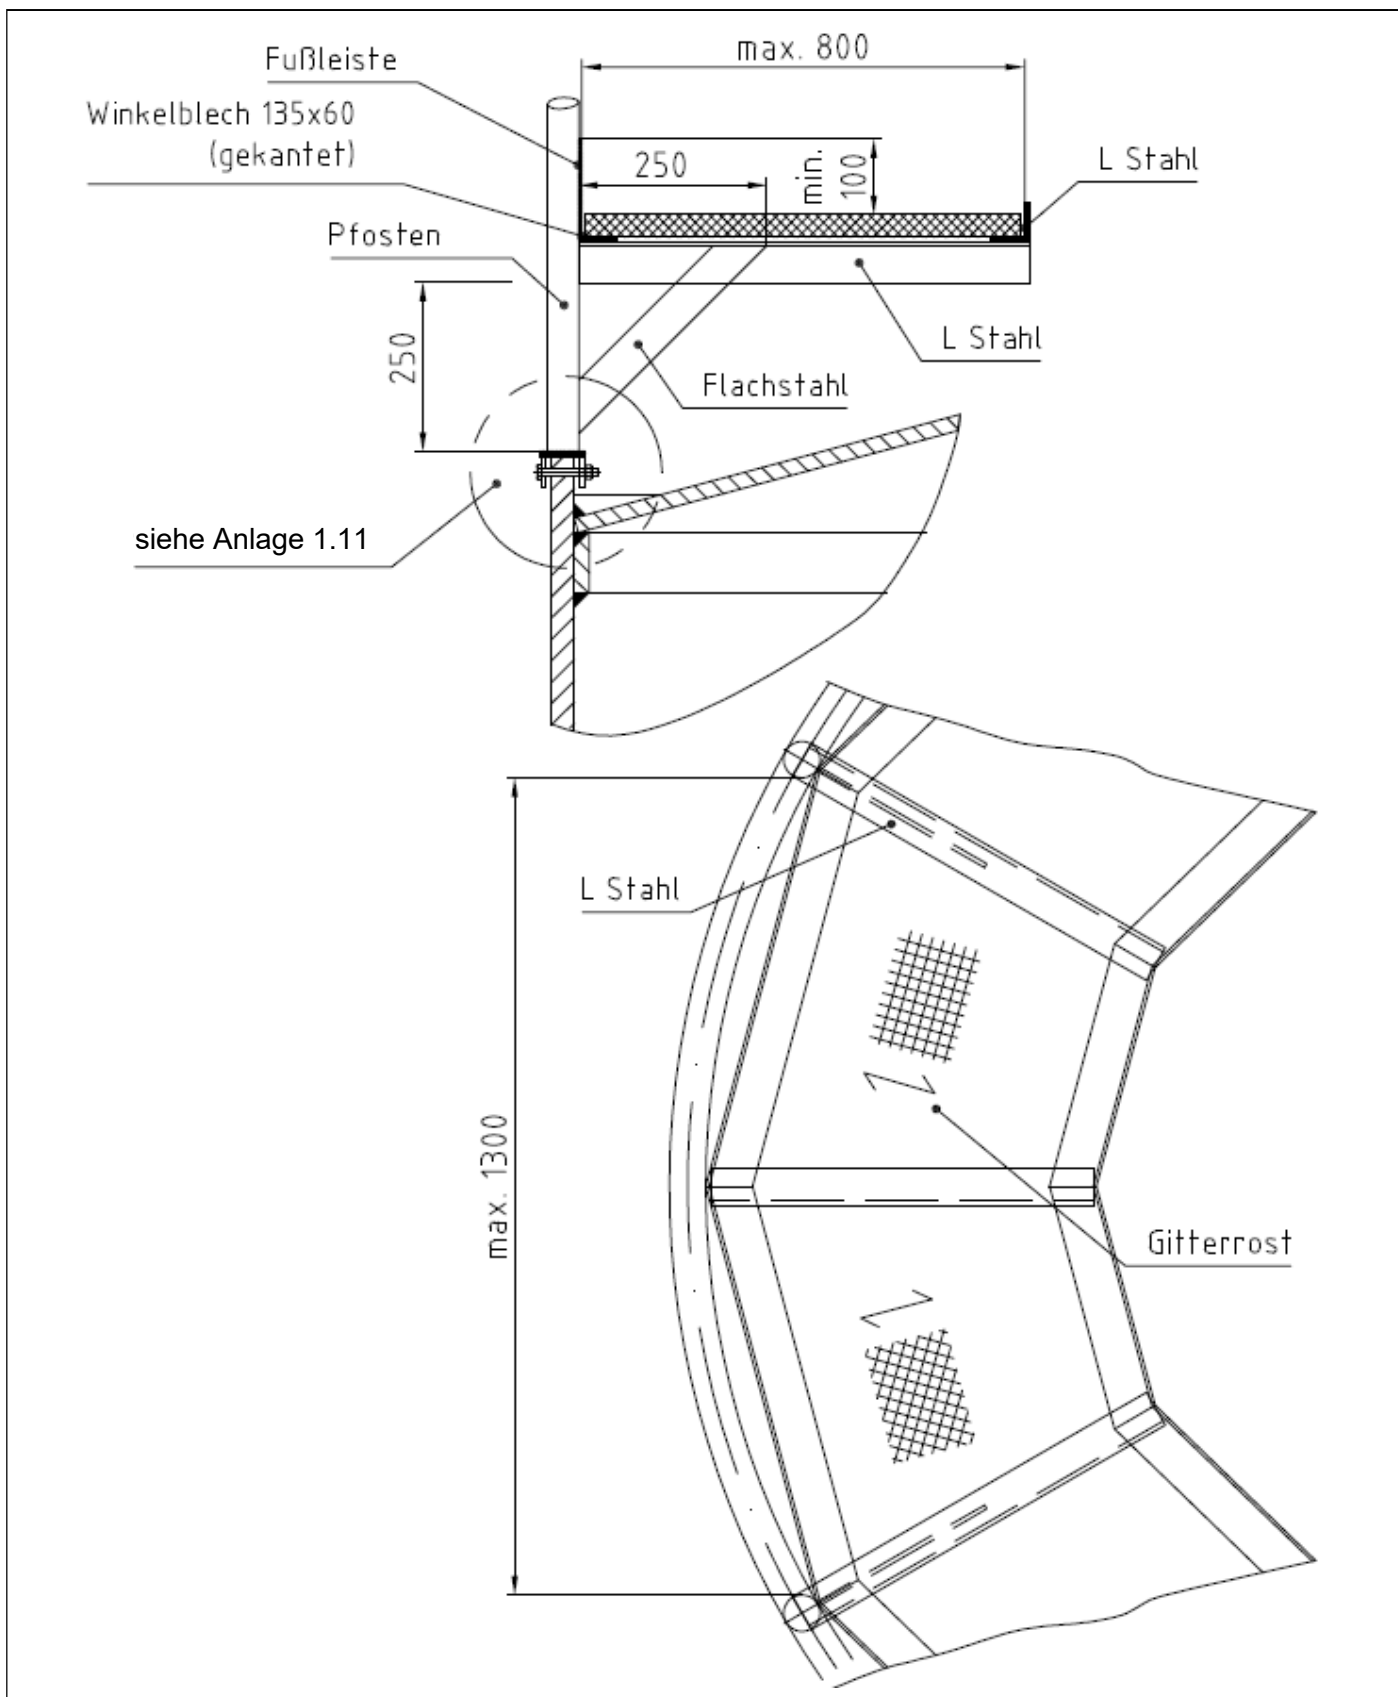 Fußleiste
max. 800
Winkelblech 135x60
(gekantet)
250
min.
100
L Stahl
Pfosten
250
L Stahl
Flachstahl
siehe Anlage 1.11
L Stahl
max. 1300
Gitterrost